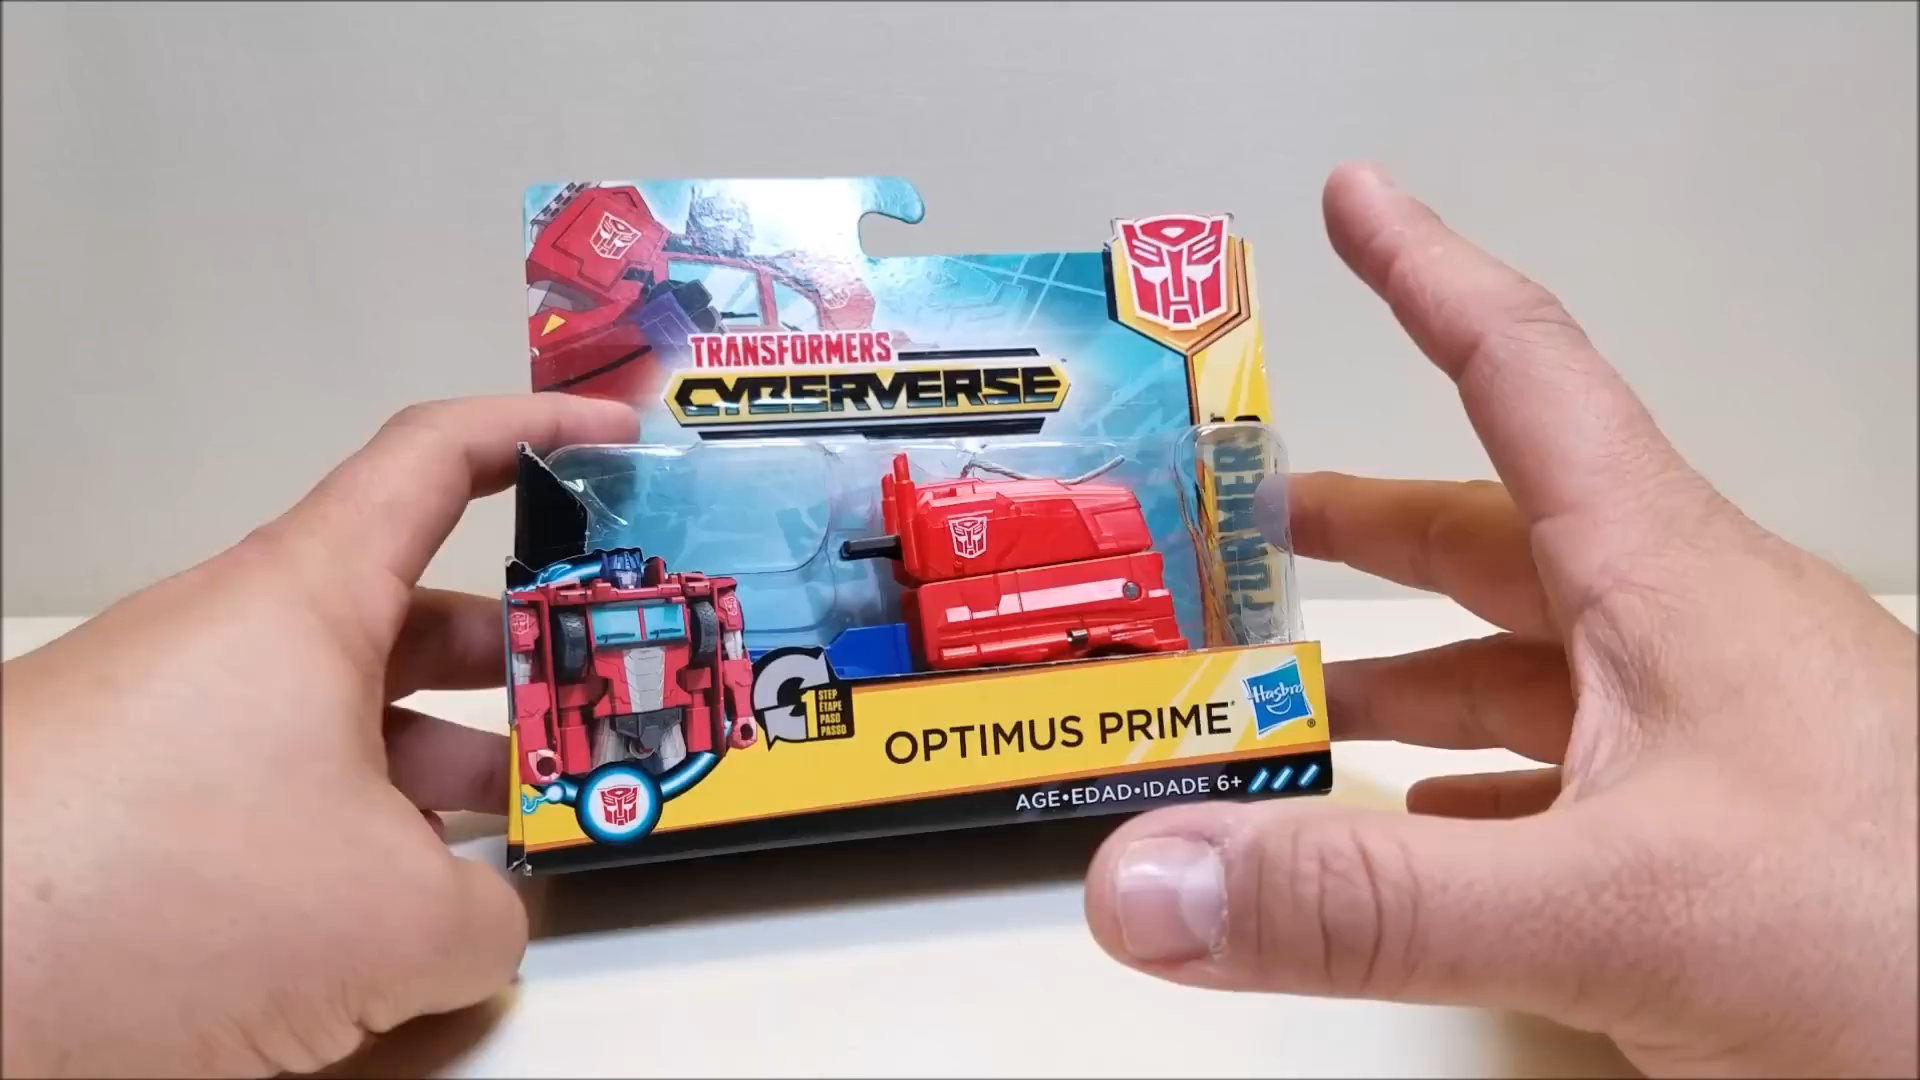 TRANSFORMERS
CYBERVERSE
1 STEP
ÉTAPE
PASO
PASSO
OPTIMUS PRIME
Hasbro
®
AGE•EDAD•IDADE 6+